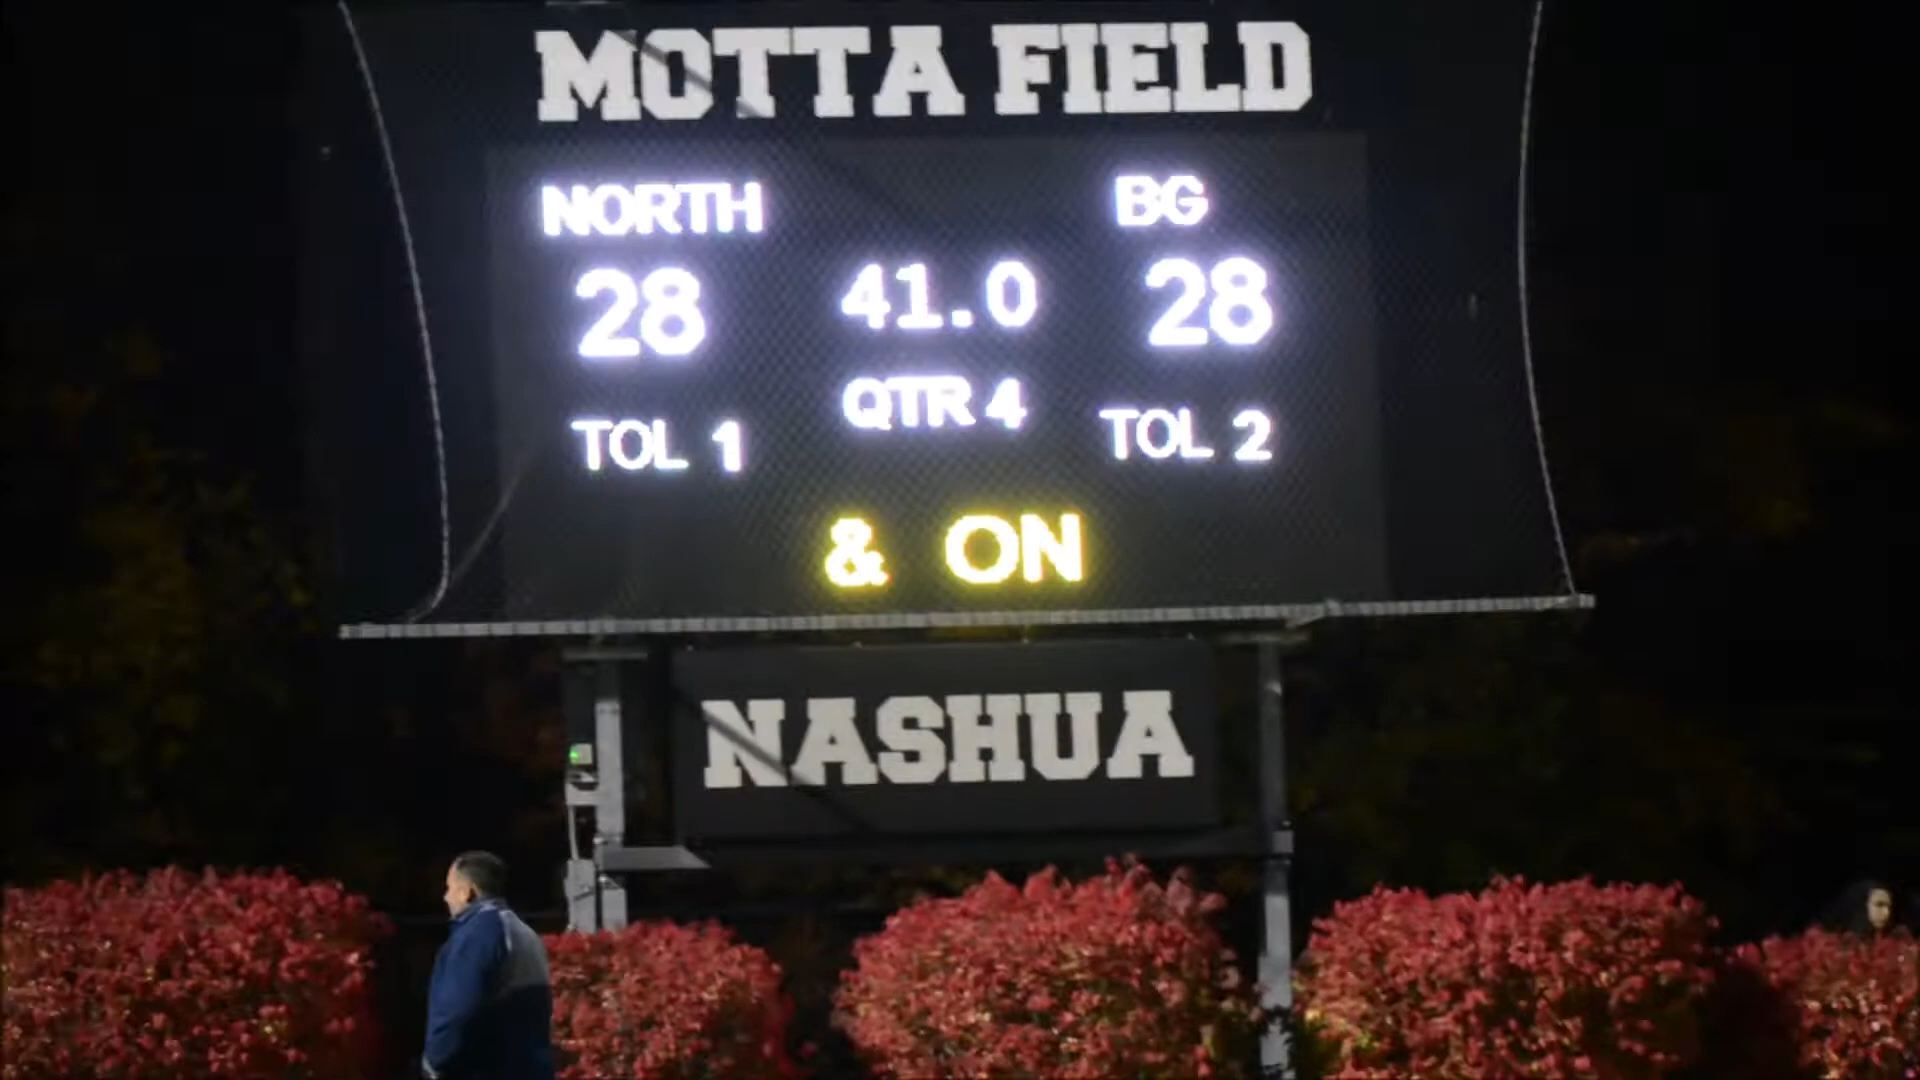 MOTTA FIELD
NORTH BG
28 41.0 28
QTR 4
TOL 1 TOL 2
& ON
NASHUA